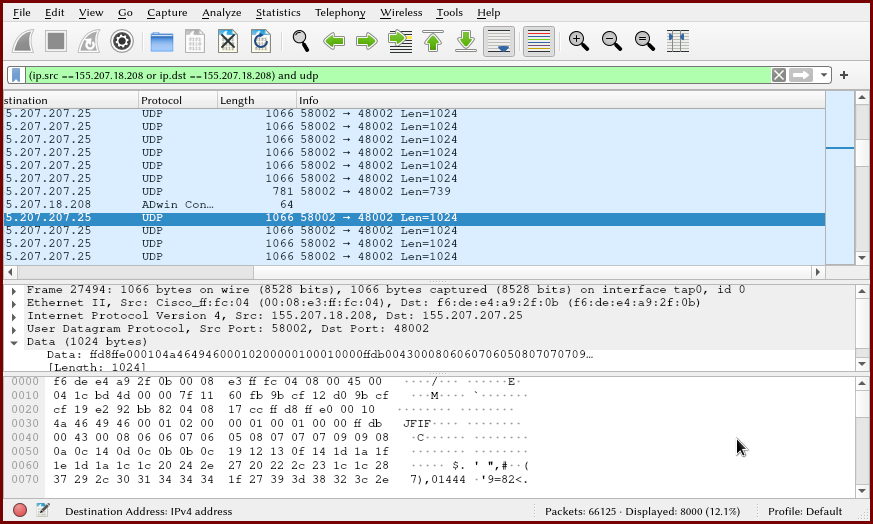 File Edit View Go Capture Analyze Statistics Telephony Wireless Tools Help
(ip.src ==155.207.18.208 or ip.dst ==155.207.18.208) and udp
stination Protocol Length Info
5.207.207.25 UDP 1066 58002 → 48002 Len=1024
5.207.207.25 UDP 1066 58002 → 48002 Len=1024
5.207.207.25 UDP 1066 58002 → 48002 Len=1024
5.207.207.25 UDP 1066 58002 → 48002 Len=1024
5.207.207.25 UDP 1066 58002 → 48002 Len=1024
5.207.207.25 UDP 1066 58002 → 48002 Len=1024
5.207.207.25 UDP 781 58002 → 48002 Len=739
5.207.18.208 ADwin Con… 64
5.207.207.25 UDP 1066 58002 → 48002 Len=1024
5.207.207.25 UDP 1066 58002 → 48002 Len=1024
5.207.207.25 UDP 1066 58002 → 48002 Len=1024
5.207.207.25 UDP 1066 58002 → 48002 Len=1024
Frame 27494: 1066 bytes on wire (8528 bits), 1066 bytes captured (8528 bits) on interface tap0, id 0
Ethernet II, Src: Cisco_ff:fc:04 (00:08:e3:ff:fc:04), Dst: f6:de:e4:a9:2f:0b (f6:de:e4:a9:2f:0b)
Internet Protocol Version 4, Src: 155.207.18.208, Dst: 155.207.207.25
User Datagram Protocol, Src Port: 58002, Dst Port: 48002
Data (1024 bytes)
Data: ffd8ffe000104a46494600010200000100010000ffdb0043000806060706050807070709…
[Length: 1024]
0000 f6 de e4 a9 2f 0b 00 08 e3 ff fc 04 08 00 45 00 ····/··· ······E·
0010 04 1c bd 4d 00 00 7f 11 60 fb 9b cf 12 d0 9b cf ···M···· `·······
0020 cf 19 e2 92 bb 82 04 08 17 cc ff d8 ff e0 00 10 ········ ········
0030 4a 46 49 46 00 01 02 00 00 01 00 01 00 00 ff db JFIF···· ········
0040 00 43 00 08 06 06 07 06 05 08 07 07 07 09 09 08 ·C······ ········
0050 0a 0c 14 0d 0c 0b 0b 0c 19 12 13 0f 14 1d 1a 1f ········ ········
0060 1e 1d 1a 1c 1c 20 24 2e 27 20 22 2c 23 1c 1c 28 ····· $. ' ",#··(
0070 37 29 2c 30 31 34 34 34 1f 27 39 3d 38 32 3c 2e 7),01444 ·'9=82<.
Destination Address: IPv4 address Packets: 66125 · Displayed: 8000 (12.1%) Profile: Default